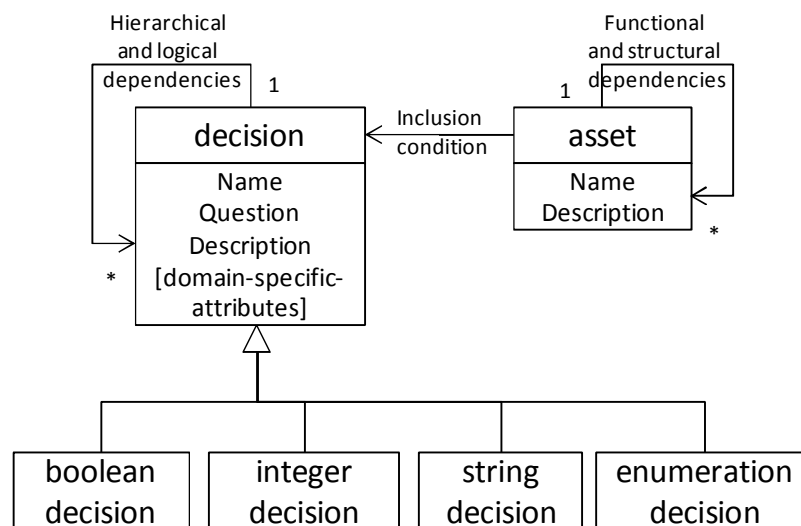 Hierarchical
and logical
dependencies
1
Functional
and structural
dependencies
1
decision
Inclusion
condition
asset
Name
Question
Description
[domain-specific-
attributes]
*
Name
Description
*
boolean
decision
integer
decision
string
decision
enumeration
decision